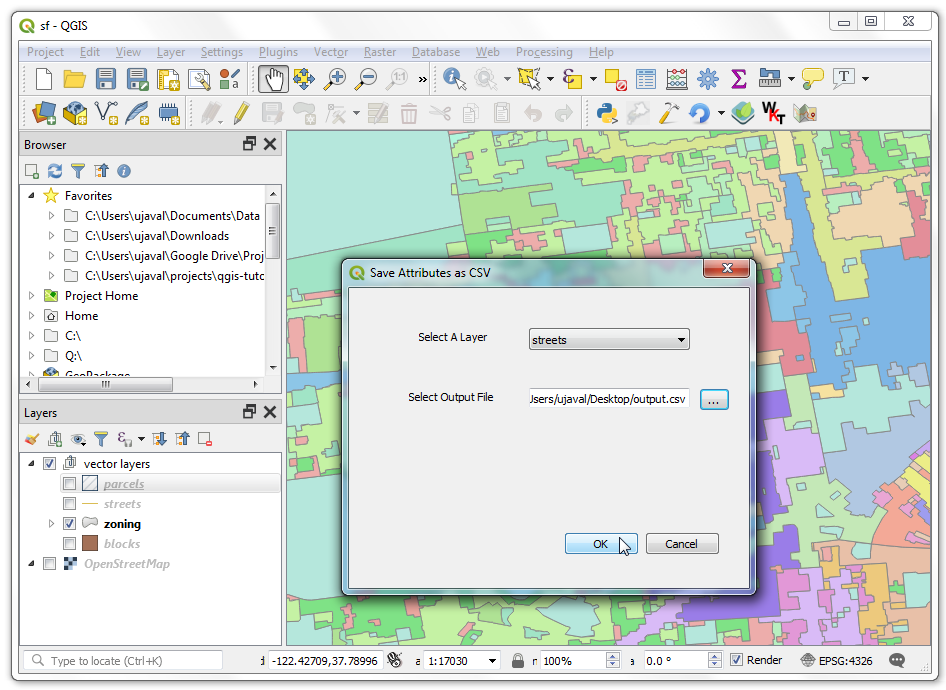 sf - QGIS
Project Edit View Layer Settings Plugins Vector Raster Database Web Processing Help
1:1 » i ε Σ T
WKT
Browser
Favorites
C:\Users\ujaval\Documents\Data
C:\Users\ujaval\Downloads
C:\Users\ujaval\Google Drive\Proj
C:\Users\ujaval\projects\qgis-tutc
Project Home
Home
C:\
Q:\
GeoPackage
Save Attributes as CSV
Select A Layer
streets
Select Output File
Jsers/ujaval/Desktop/output.csv
...
OK
Cancel
Layers
vector layers
parcels
streets
zoning
blocks
OpenStreetMap
Type to locate (Ctrl+K)
d -122.42709,37.78996 a 1:17030 n 100% a 0.0 ° Render EPSG:4326